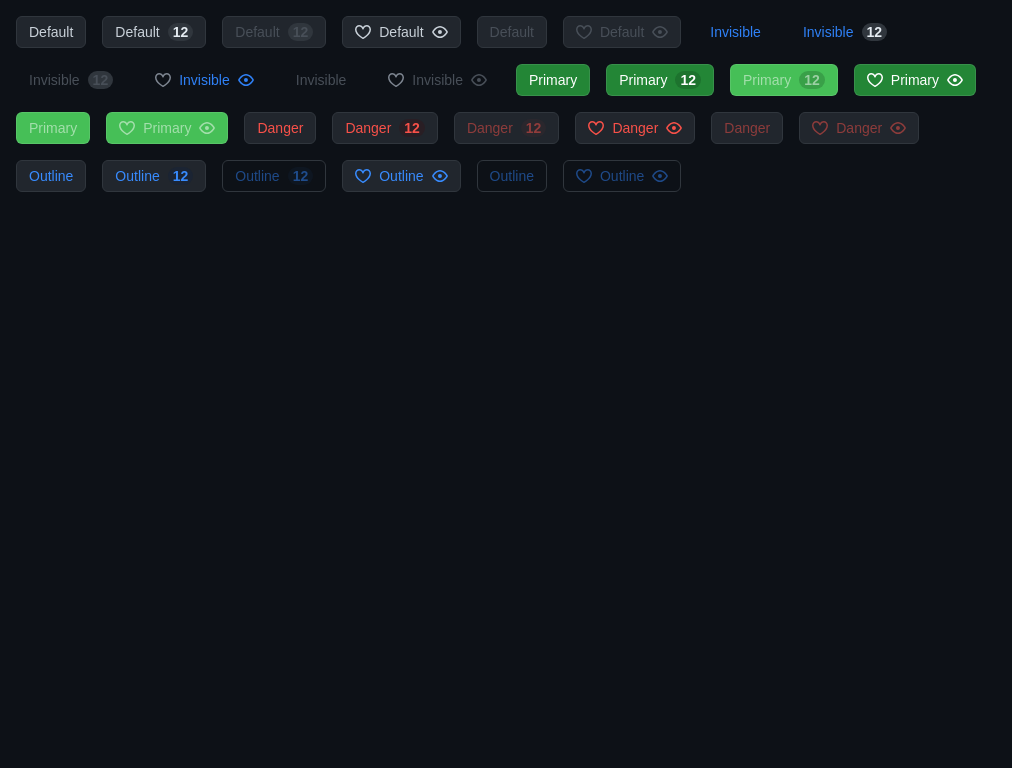 Default Default 12 Default 12 Default Default Default Invisible Invisible 12
Invisible 12 Invisible Invisible Invisible Primary Primary 12 Primary 12 Primary
Primary Primary Danger Danger 12 Danger 12 Danger Danger Danger
Outline Outline 12 Outline 12 Outline Outline Outline